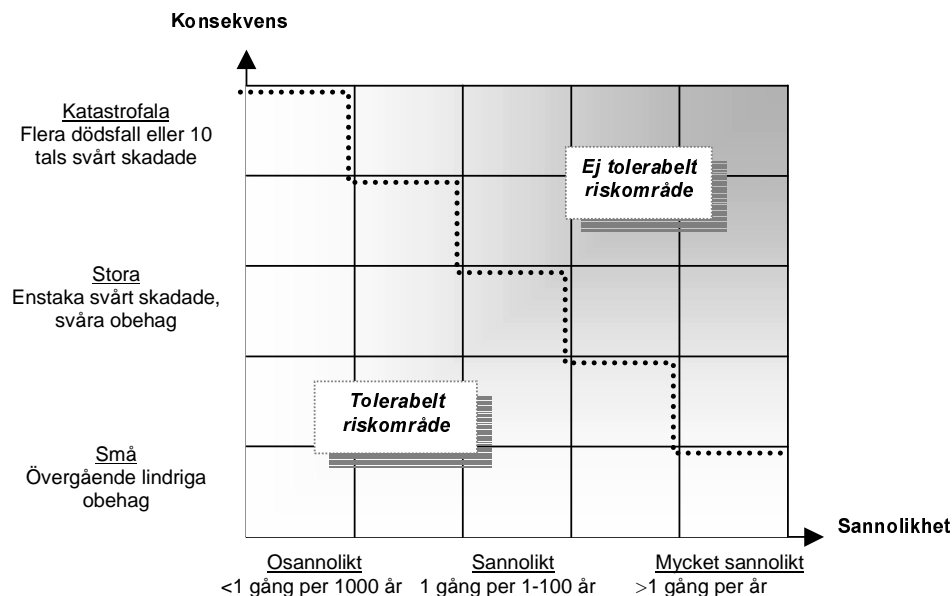 Konsekvens
Katastrofala
Flera dödsfall eller 10
tals svårt skadade
Ej tolerabelt
riskområde
Stora
Enstaka svårt skadade,
svåra obehag
Tolerabelt
riskområde
Små
Övergående lindriga
obehag
Sannolikhet
Osannolikt
<1 gång per 1000 år
Sannolikt
1 gång per 1-100 år
Mycket sannolikt
>1 gång per år